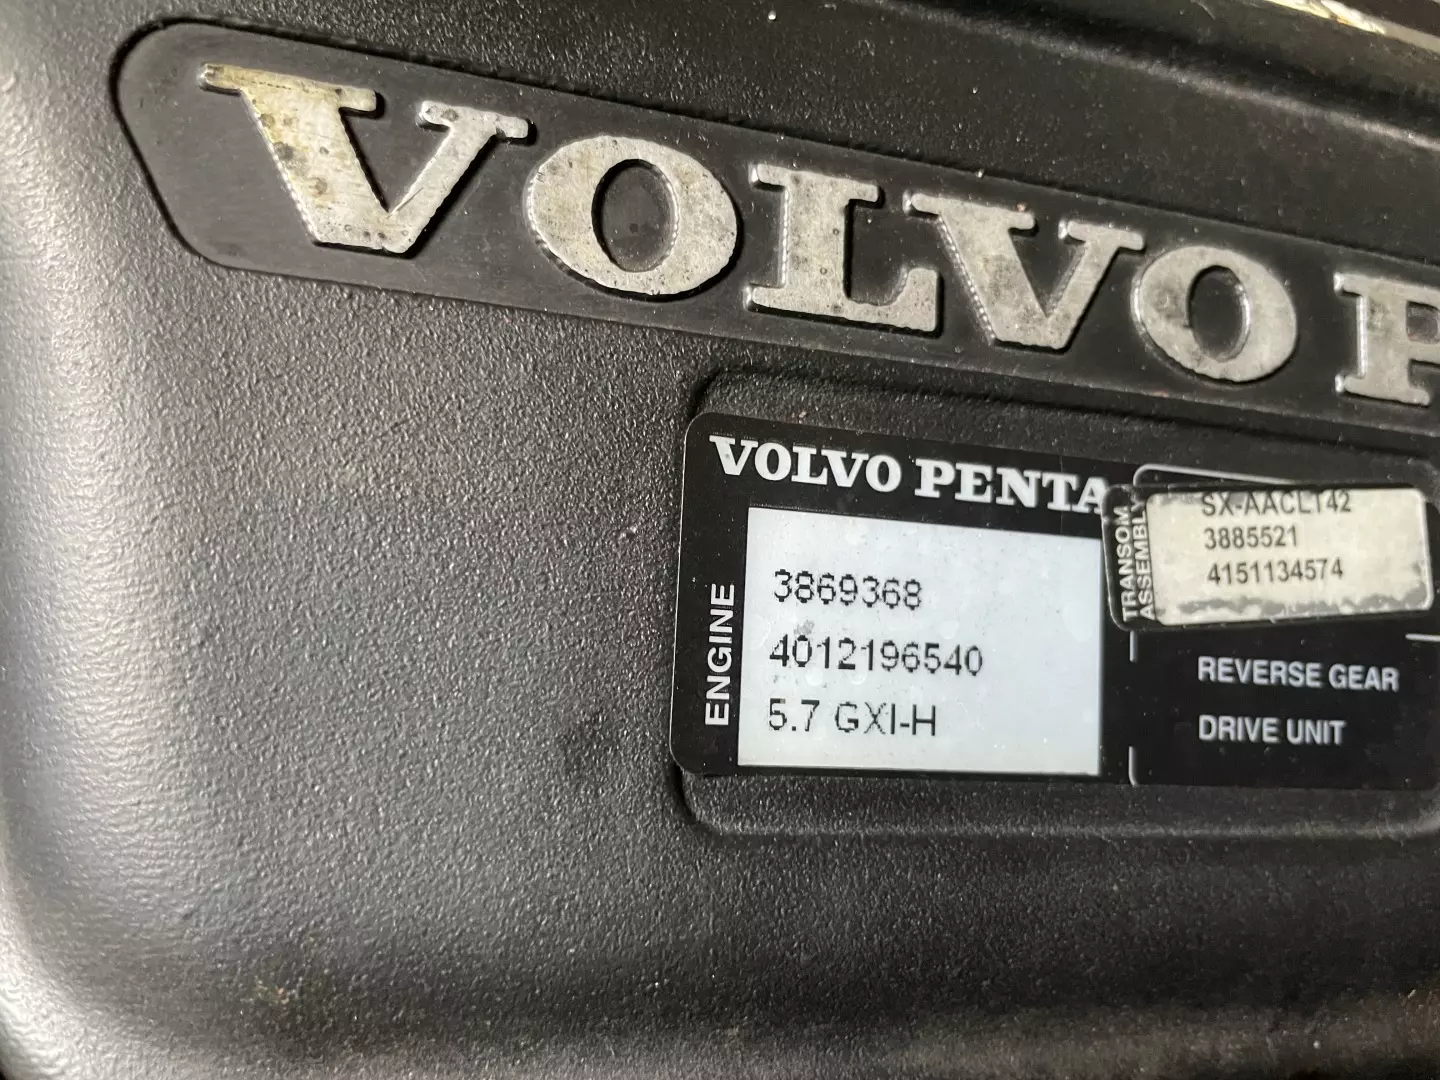 VOLVO P
VOLVO PENTA
ENGINE
3869368
4012196540
5.7 GXI-H
TRANSOM
ASSEMBLY
SX-AACLT42
3885521
4151134574
REVERSE GEAR
DRIVE UNIT